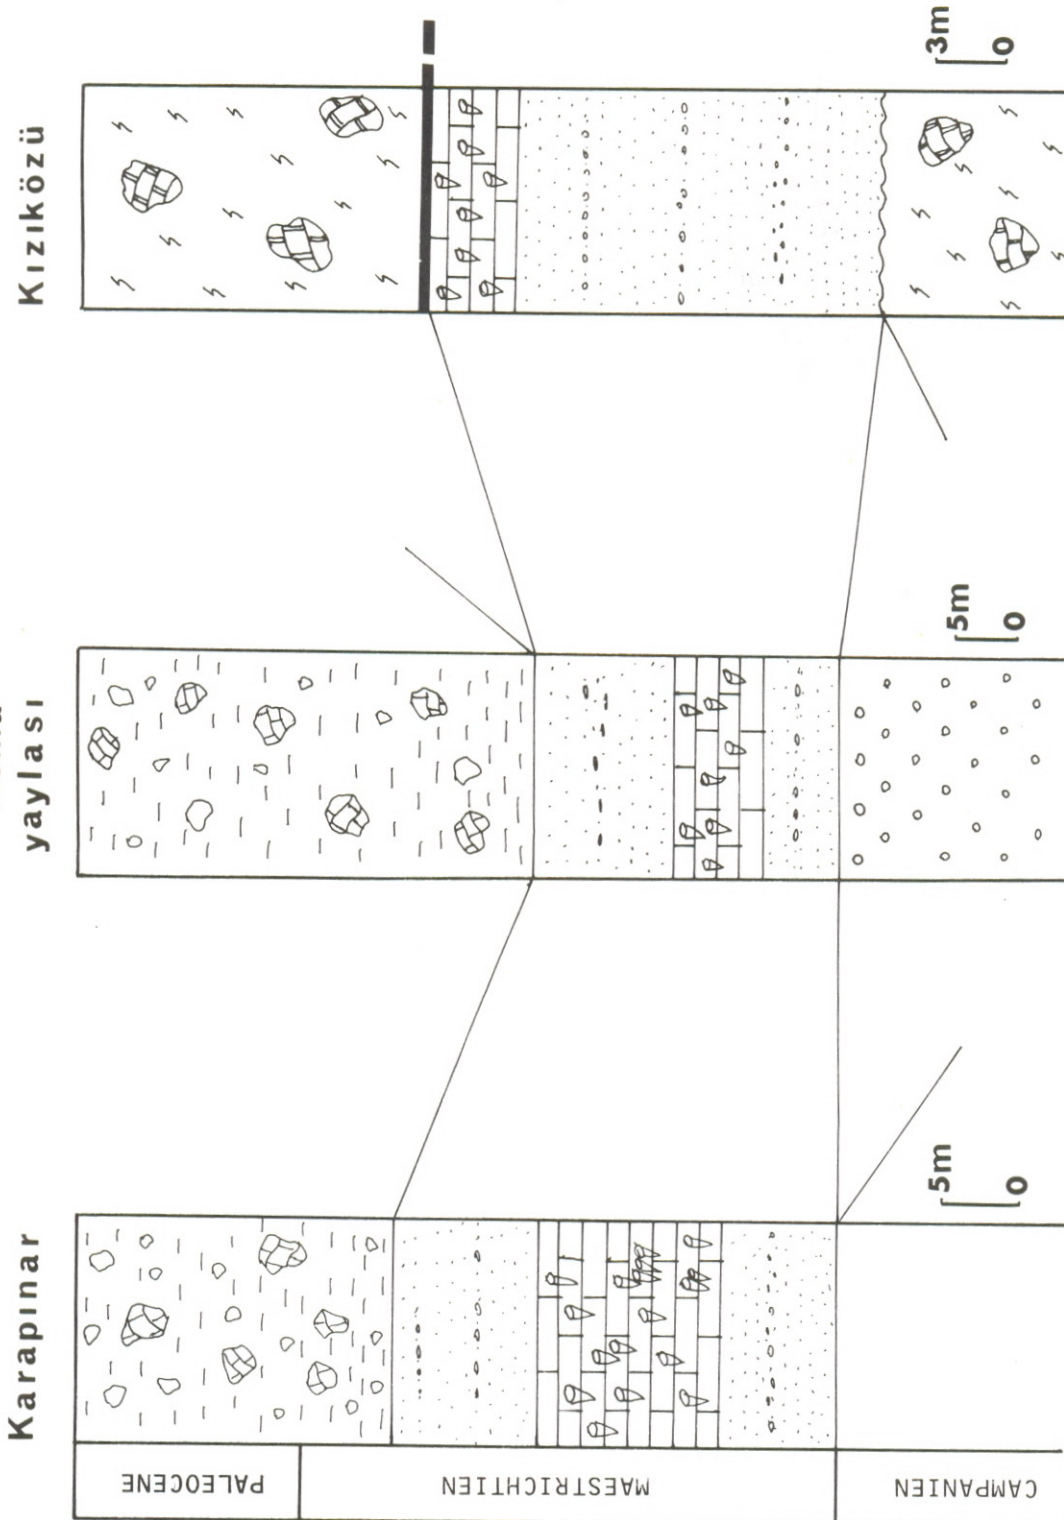 Karapınar
yaylası
Kızıközü
PALEOCENE
MAESTRICHTIEN
CAMPANIEN
5m
0
5m
0
3m
0